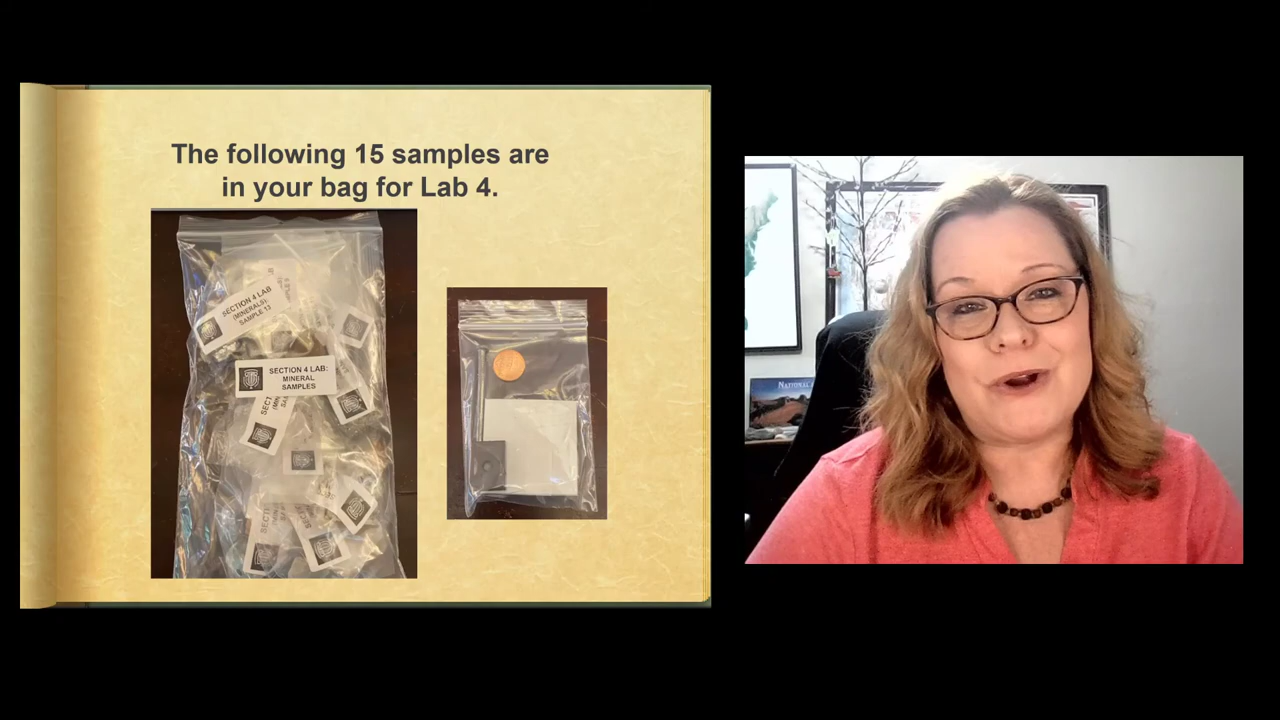 The following 15 samples are
in your bag for Lab 4.
SECTION 4 LAB
(MINERALS):
SAMPLE 13
SECTION 4 LAB:
MINERAL
SAMPLES
NATIONAL